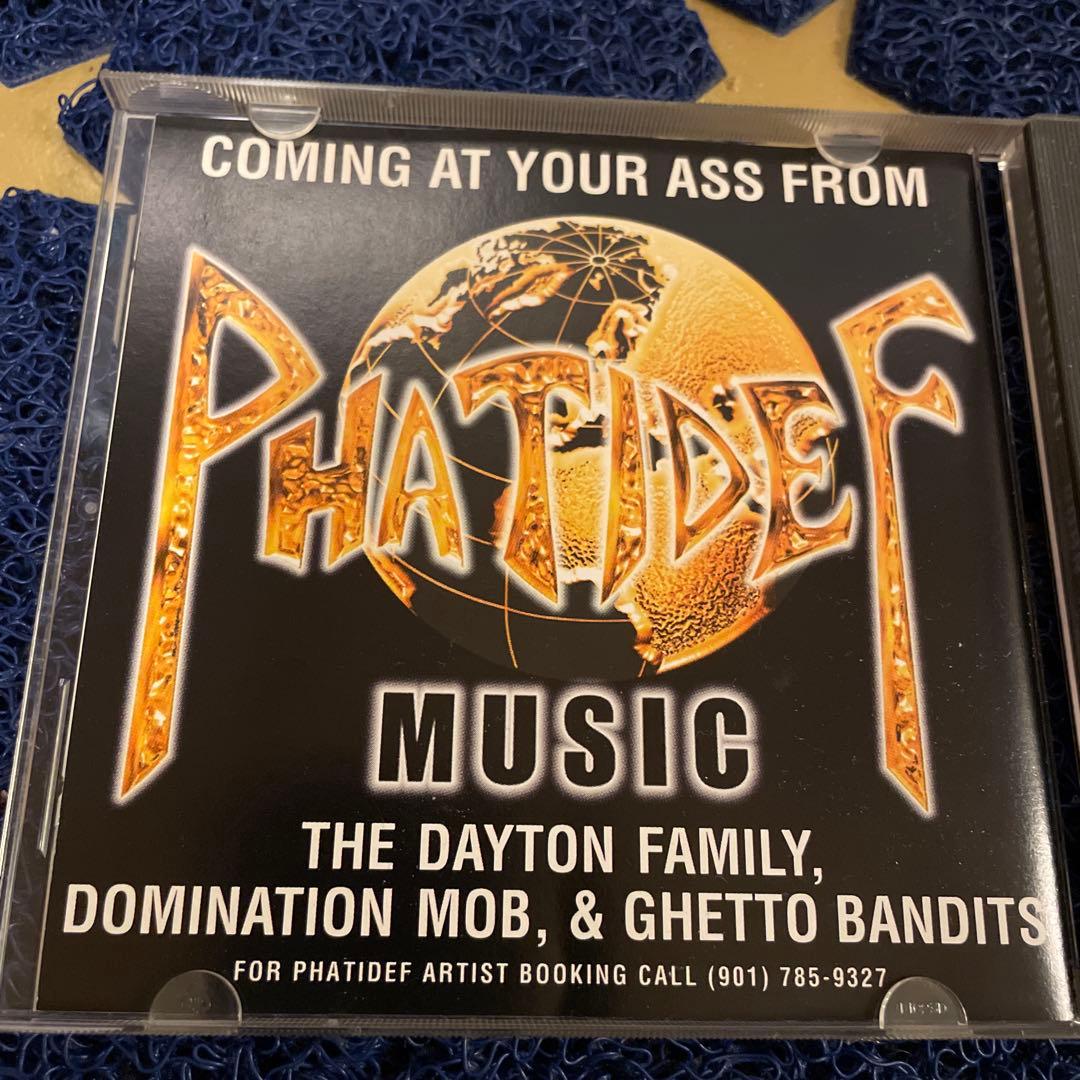 COMING AT YOUR ASS FROM
PHATIDEF
MUSIC
THE DAYTON FAMILY,
DOMINATION MOB, & GHETTO BANDITS
FOR PHATIDEF ARTIST BOOKING CALL (901) 785-9327